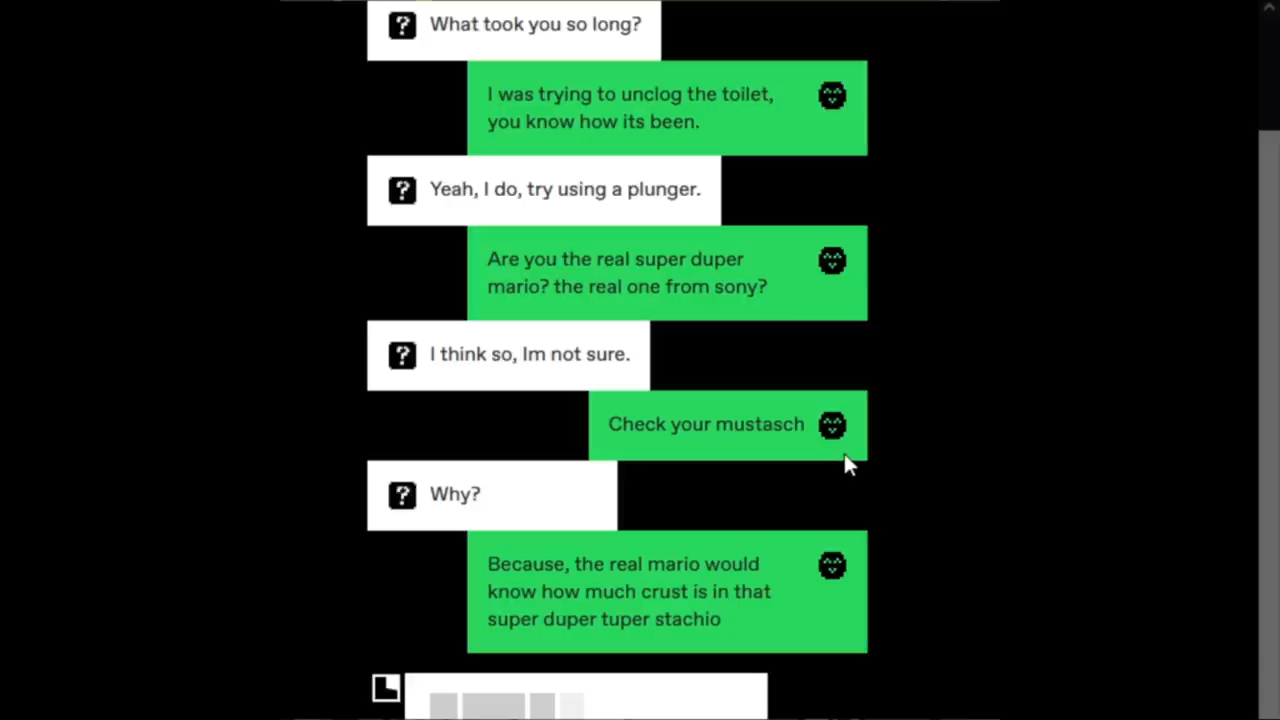 What took you so long?
I was trying to unclog the toilet,
you know how its been.
Yeah, I do, try using a plunger.
Are you the real super duper
mario? the real one from sony?
I think so, Im not sure.
Check your mustasch
Why?
Because, the real mario would
know how much crust is in that
super duper tuper stachio